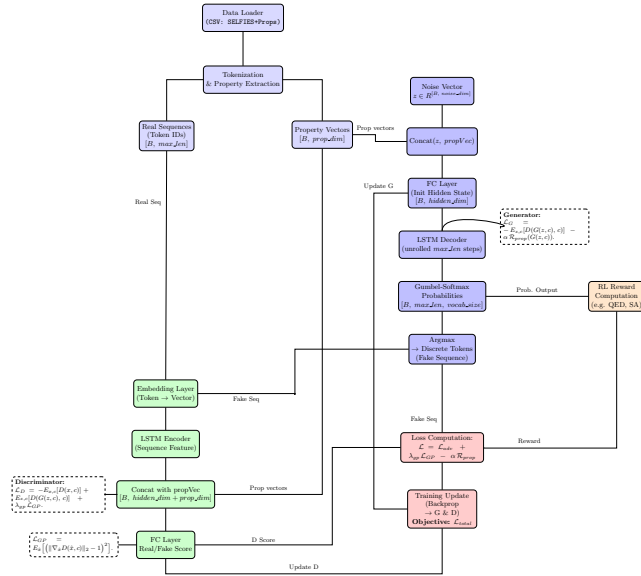 Data Loader
(CSV: SELFIES+Props)
Tokenization
& Property Extraction
Noise Vector
z ∈ R^[B, noise_dim]
Real Sequences
(Token IDs)
[B, max_len]
Property Vectors
[B, prop_dim]
Prop vectors
Concat(z, propVec)
Real Seq
Update G
FC Layer
(Init Hidden State)
[B, hidden_dim]
Generator:
ℒ_G =
− E_z,c[D(G(z, c), c)] −
α ℛ_prop(G(z, c)).
LSTM Decoder
(unrolled max_len steps)
Gumbel-Softmax
Probabilities
[B, max_len, vocab_size]
Prob. Output
RL Reward
Computation
(e.g. QED, SA)
Argmax
→ Discrete Tokens
(Fake Sequence)
Embedding Layer
(Token → Vector)
Fake Seq
Fake Seq
LSTM Encoder
(Sequence Feature)
Loss Computation:
ℒ = ℒ_adv +
λ_gp ℒ_GP − α ℛ_prop
Reward
Discriminator:
ℒ_D = −E_x,c[D(x, c)] +
E_z,c[D(G(z, c), c)] +
λ_gp ℒ_GP.
Concat with propVec
[B, hidden_dim + prop_dim]
Prop vectors
Training Update
(Backprop
→ G & D)
Objective: ℒ_total
ℒ_GP =
E_x̂[(‖∇_x̂ D(x̂, c)‖_2 − 1)^2].
FC Layer
Real/Fake Score
D Score
Update D